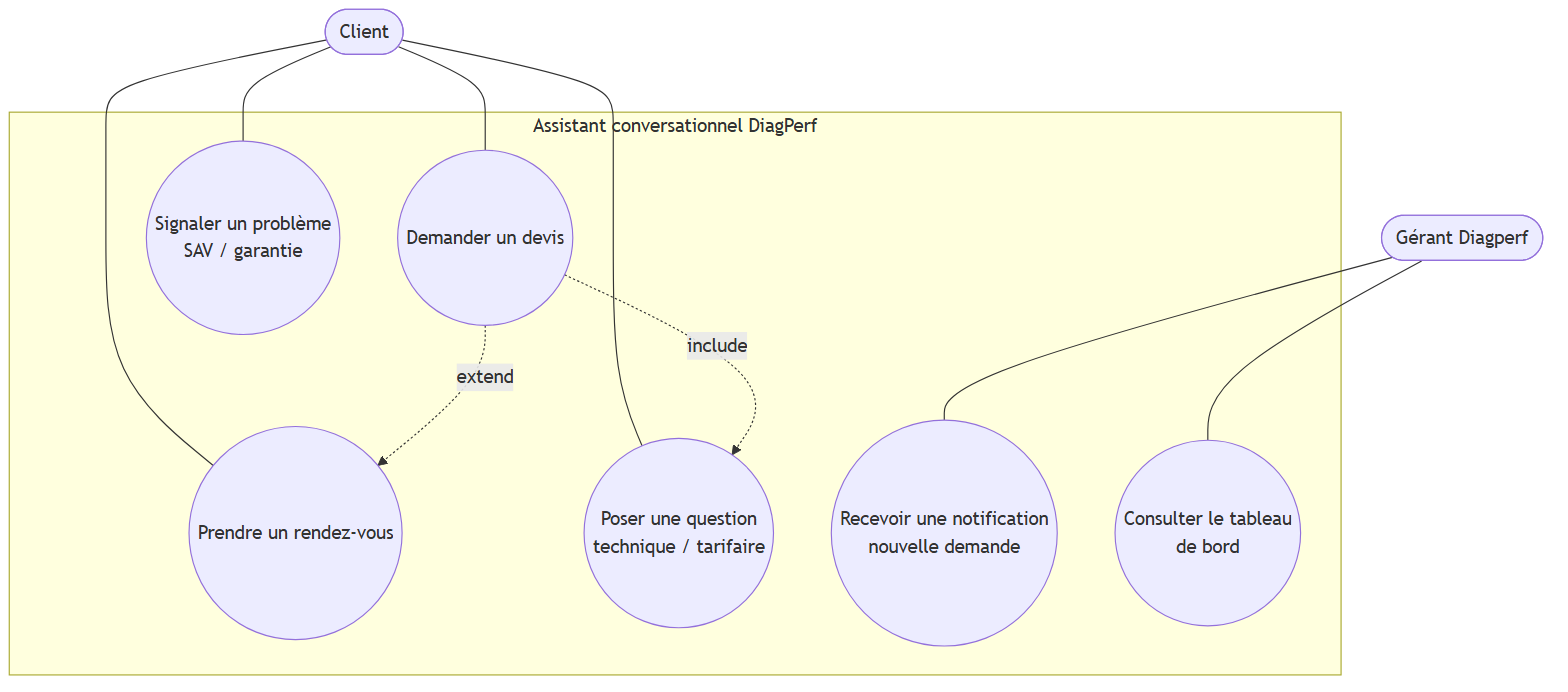 Client
Assistant conversationnel DiagPerf
Signaler un problème
SAV / garantie
Demander un devis
Gérant Diagperf
include
extend
Prendre un rendez-vous
Poser une question
technique / tarifaire
Recevoir une notification
nouvelle demande
Consulter le tableau
de bord